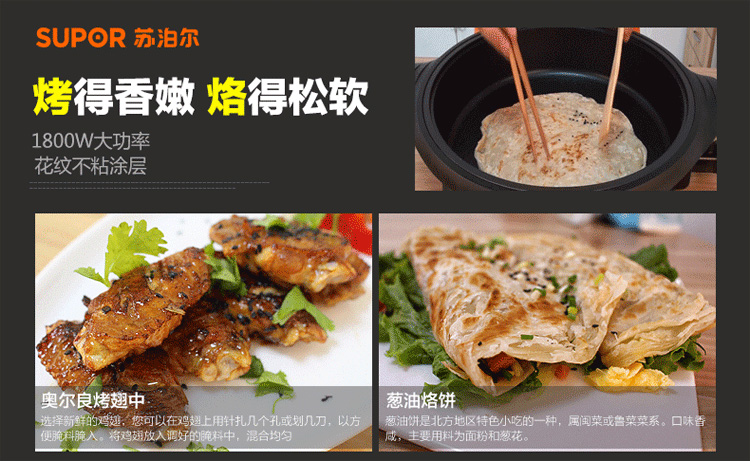 SUPOR 苏泊尔
烤得香嫩 烙得松软
1800W大功率
花纹不粘涂层
奥尔良烤翅中
选择新鲜的鸡翅，您可以在鸡翅上用针扎几个孔或划几刀，以方
便腌料腌入。将鸡翅放入调好的腌料中，混合均匀
葱油烙饼
葱油饼是北方地区特色小吃的一种，属闽菜或鲁菜菜系。口味香
咸，主要用料为面粉和葱花。